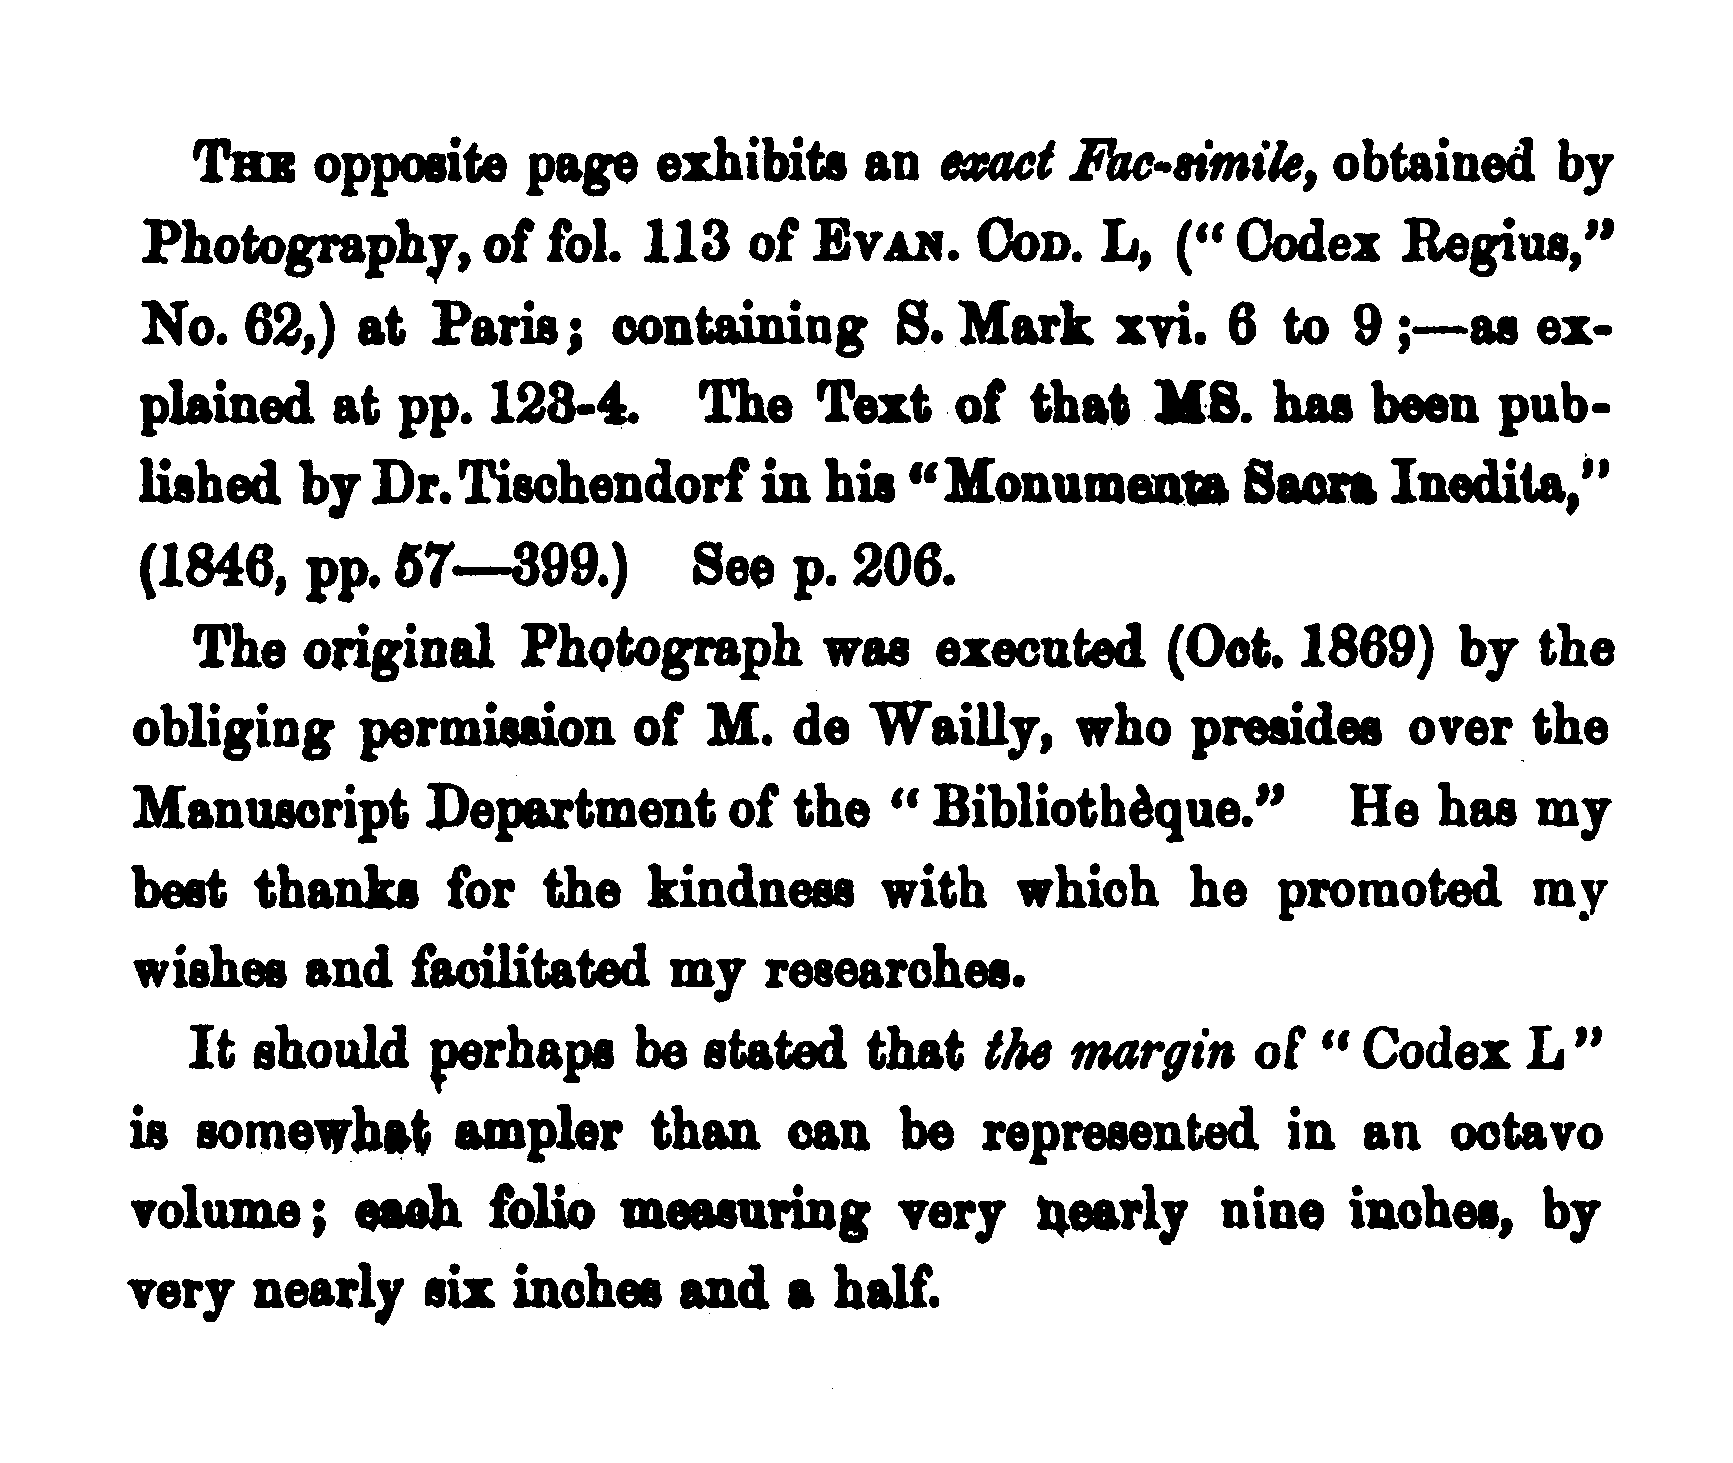 THE opposite page exhibits an exact Fac-simile, obtained by
Photography, of fol. 113 of EVAN. COD. L, (“Codex Regius,”
No. 62,) at Paris; containing S. Mark xvi. 6 to 9;—as ex-
plained at pp. 123-4. The Text of that MS. has been pub-
lished by Dr. Tischendorf in his “Monumenta Sacra Inedita,”
(1846, pp. 57—399.) See p. 206.
The original Photograph was executed (Oct. 1869) by the
obliging permission of M. de Wailly, who presides over the
Manuscript Department of the “Bibliothèque.” He has my
best thanks for the kindness with which he promoted my
wishes and facilitated my researches.
It should perhaps be stated that the margin of “Codex L”
is somewhat ampler than can be represented in an octavo
volume; each folio measuring very nearly nine inches, by
very nearly six inches and a half.